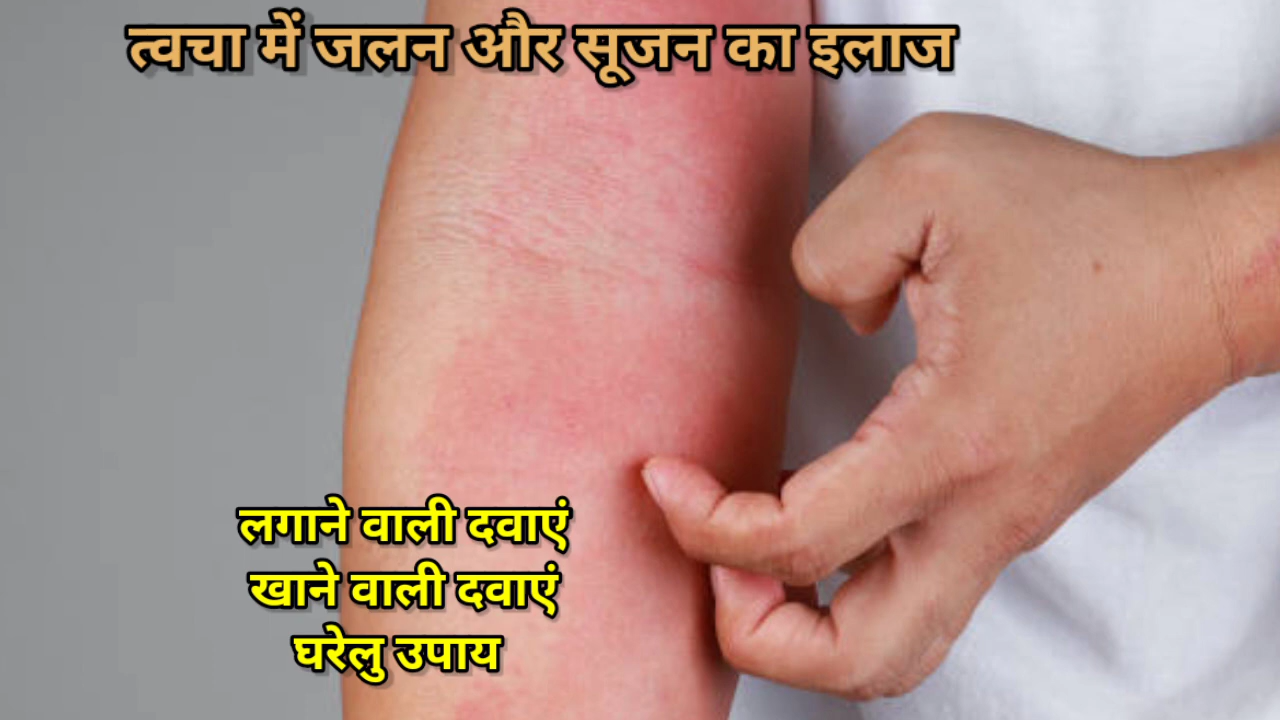 त्वचा में जलन और सूजन का इलाज
लगाने वाली दवाएं
खाने वाली दवाएं
घरेलु उपाय